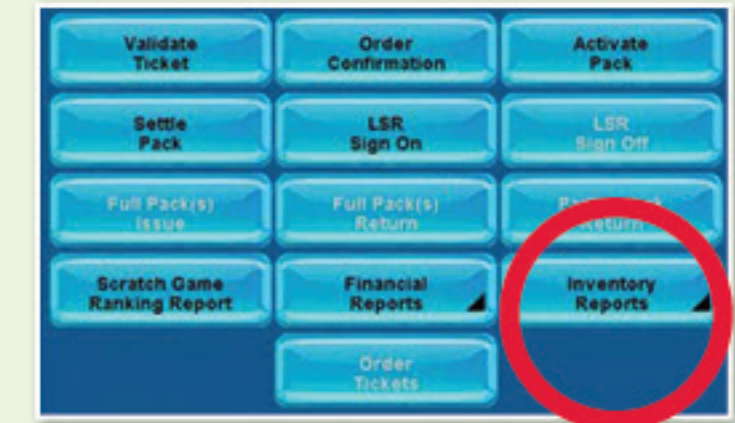 Validate
Ticket
Order
Confirmation
Activate
Pack
Settle
Pack
LSR
Sign On
LSR
Sign Off
Full Pack(s)
Issue
Full Pack(s)
Return
Return
Scratch Game
Ranking Report
Financial
Reports
Inventory
Reports
Order
Tickets